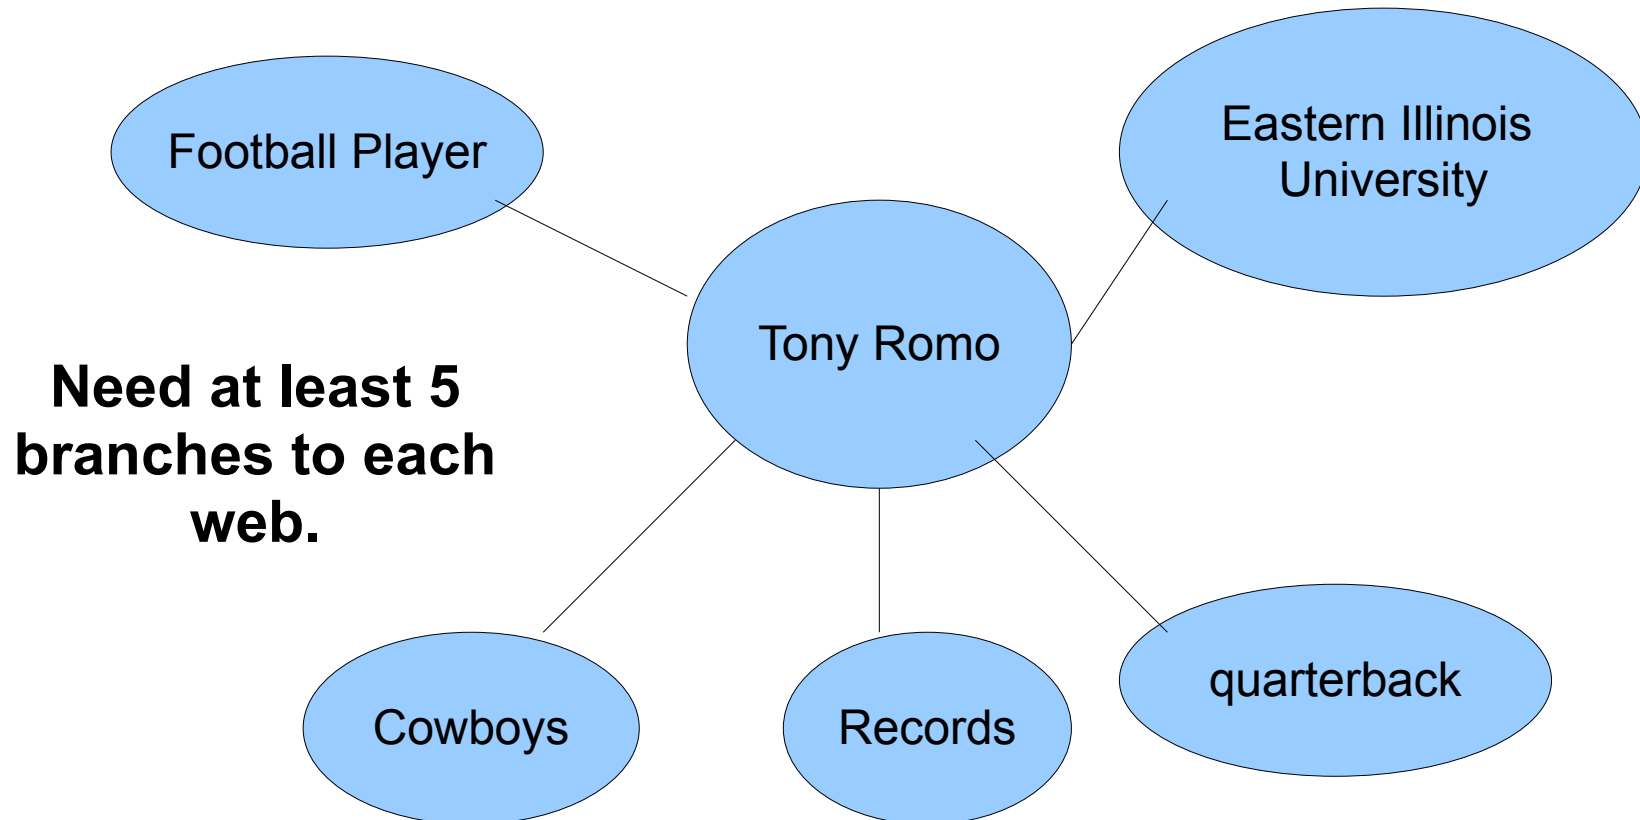 Football Player
Eastern Illinois
University
Tony Romo
Need at least 5
branches to each
web.
Cowboys
Records
quarterback